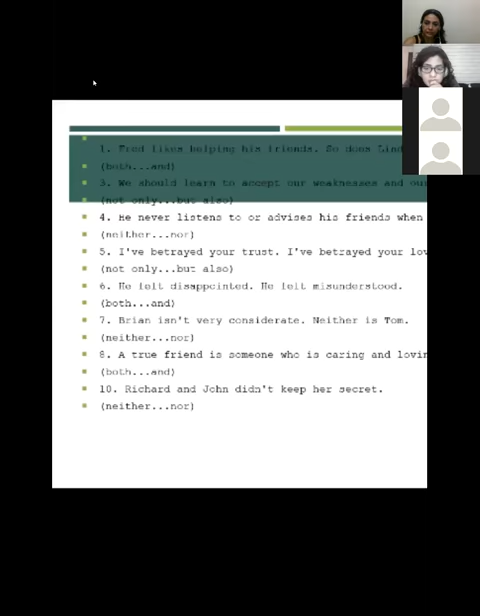 1. Fred likes helping his friends. So does Lind
(both...and)
3. We should learn to accept our weaknesses and our
(not only...but also)
4. He never listens to or advises his friends when
(neither...nor)
5. I've betrayed your trust. I've betrayed your lov
(not only...but also)
6. He felt disappointed. He felt misunderstood.
(both...and)
7. Brian isn't very considerate. Neither is Tom.
(neither...nor)
8. A true friend is someone who is caring and lovin
(both...and)
10. Richard and John didn't keep her secret.
(neither...nor)